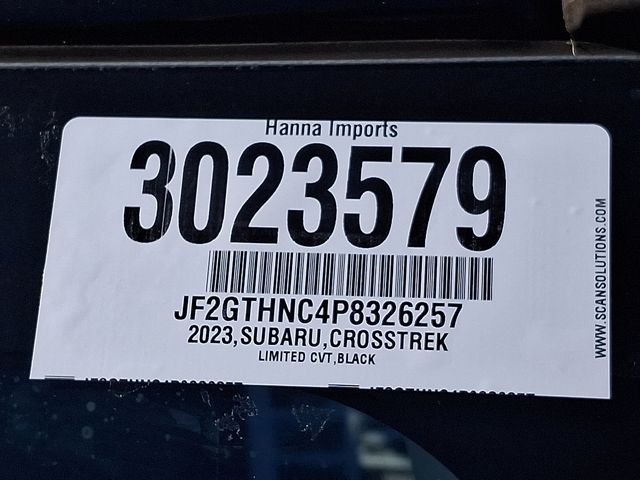 Hanna Imports
3023579
JF2GTHNC4P8326257
2023,SUBARU,CROSSTREK
LIMITED CVT,BLACK
WWW.SCANSOLUTIONS.COM